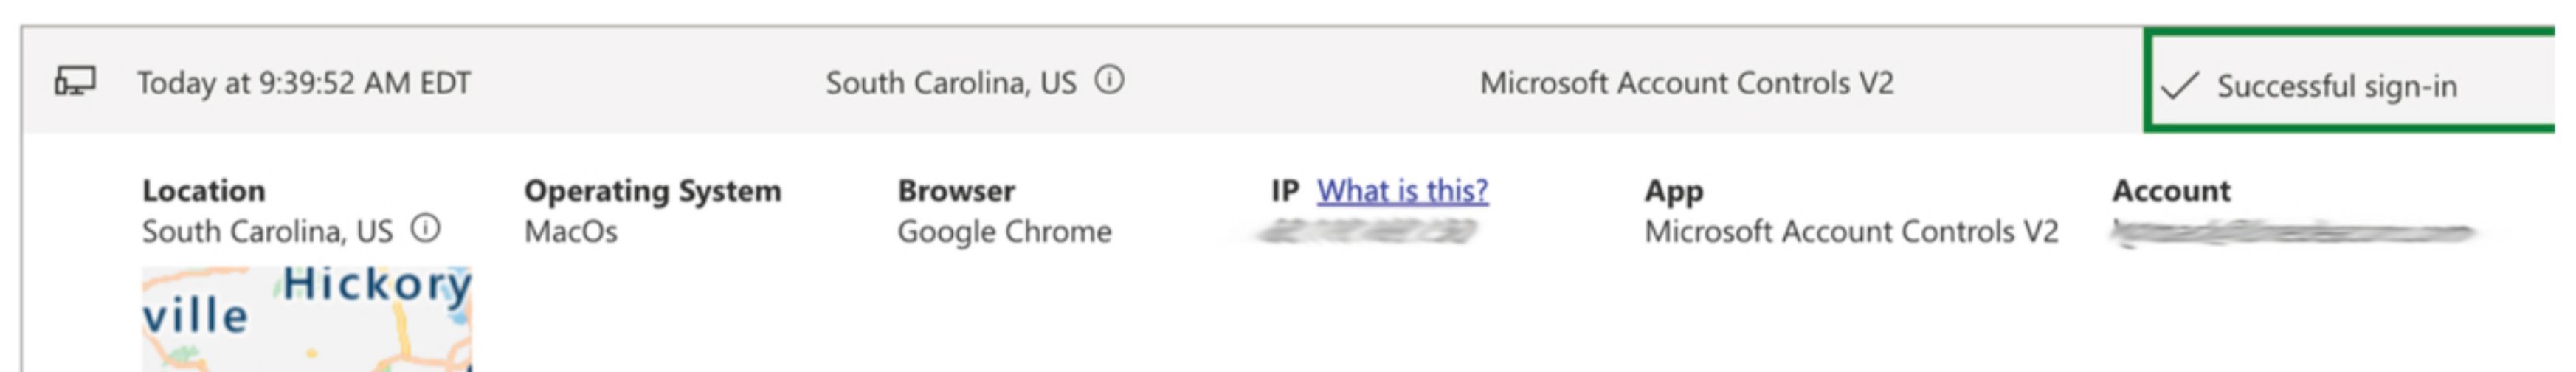 Today at 9:39:52 AM EDT South Carolina, US Microsoft Account Controls V2 Successful sign-in
Location Operating System Browser IP What is this? App Account
South Carolina, US MacOs Google Chrome Microsoft Account Controls V2
Hickory
ville